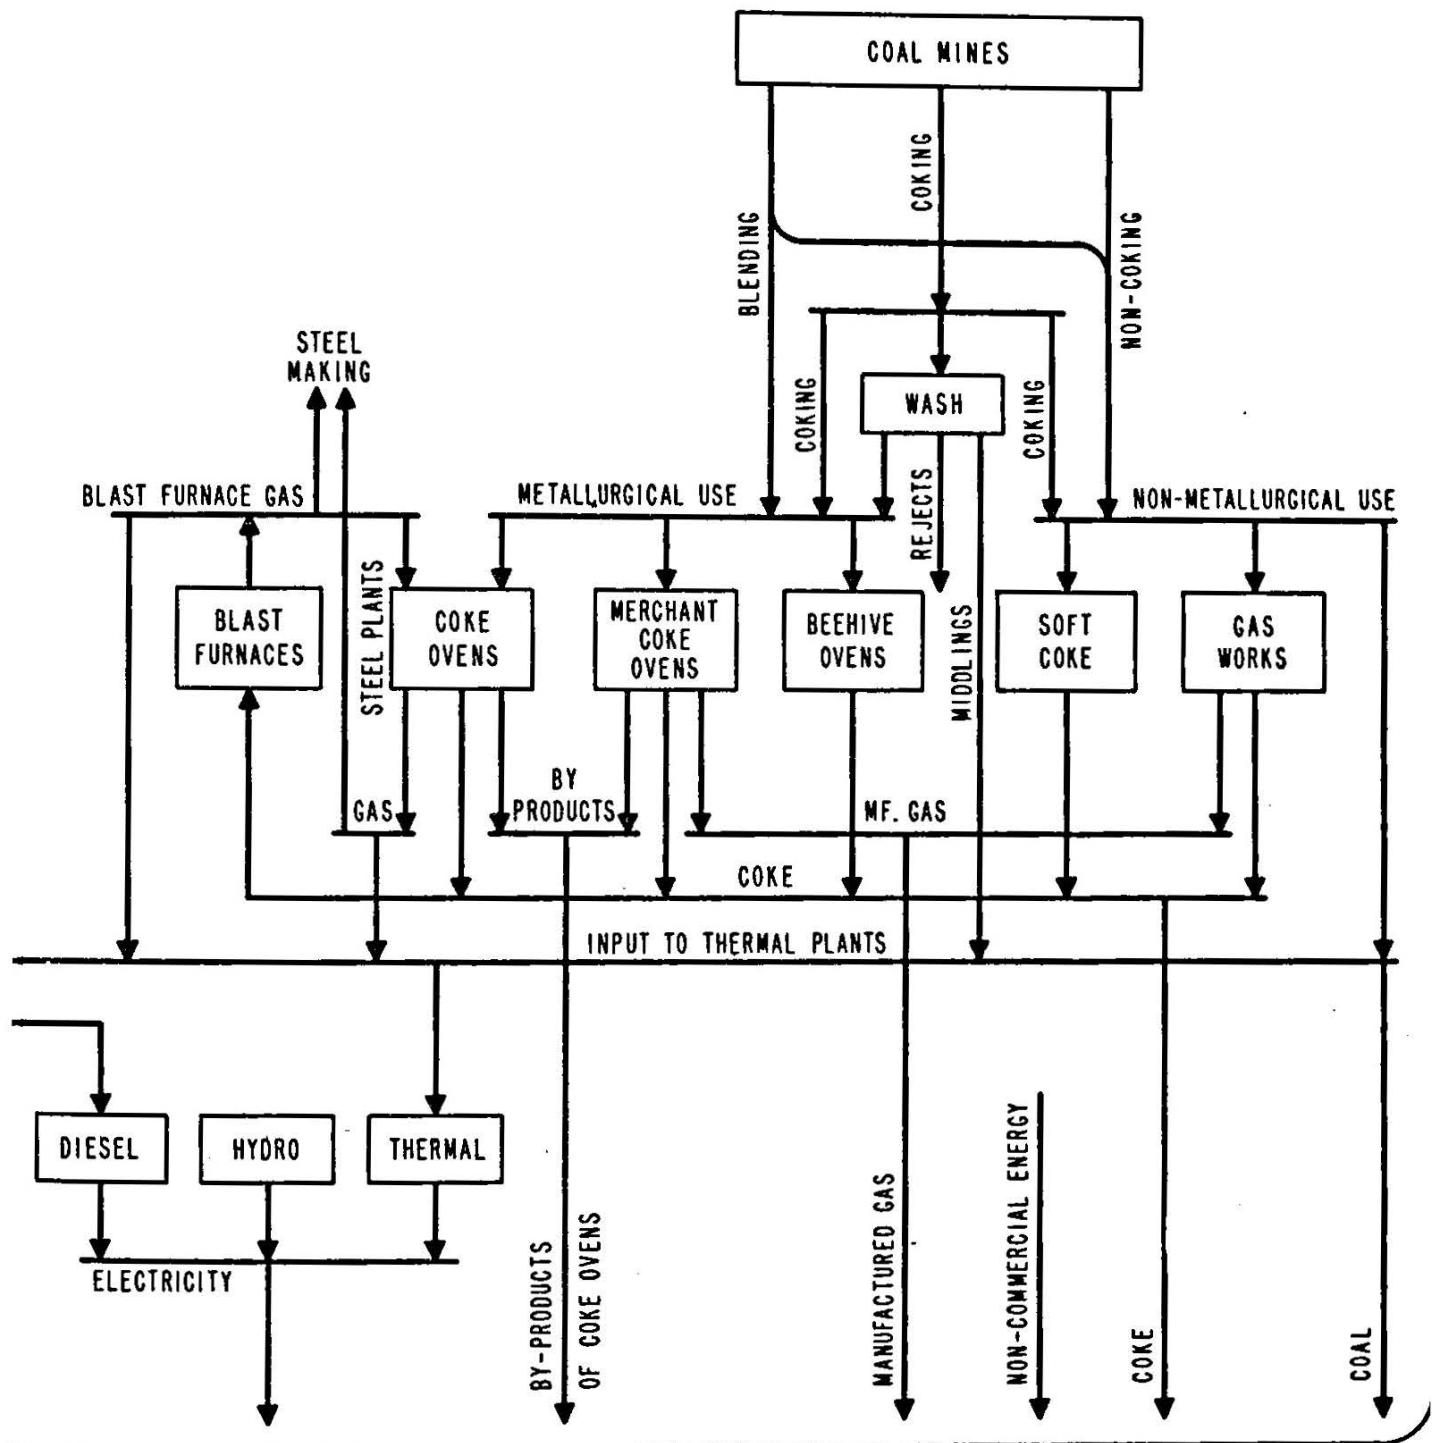 COAL MINES
COKING
BLENDING
NON-COKING
STEEL
MAKING
WASH
COKING
COKING
BLAST FURNACE GAS
METALLURGICAL USE
REJECTS
NON-METALLURGICAL USE
BLAST
FURNACES
STEEL PLANTS
COKE
OVENS
MERCHANT
COKE
OVENS
BEEHIVE
OVENS
MIDDLINGS
SOFT
COKE
GAS
WORKS
GAS
BY
PRODUCTS
MF. GAS
COKE
INPUT TO THERMAL PLANTS
DIESEL
HYDRO
THERMAL
ELECTRICITY
BY-PRODUCTS
OF COKE OVENS
MANUFACTURED GAS
NON-COMMERCIAL ENERGY
COKE
COAL